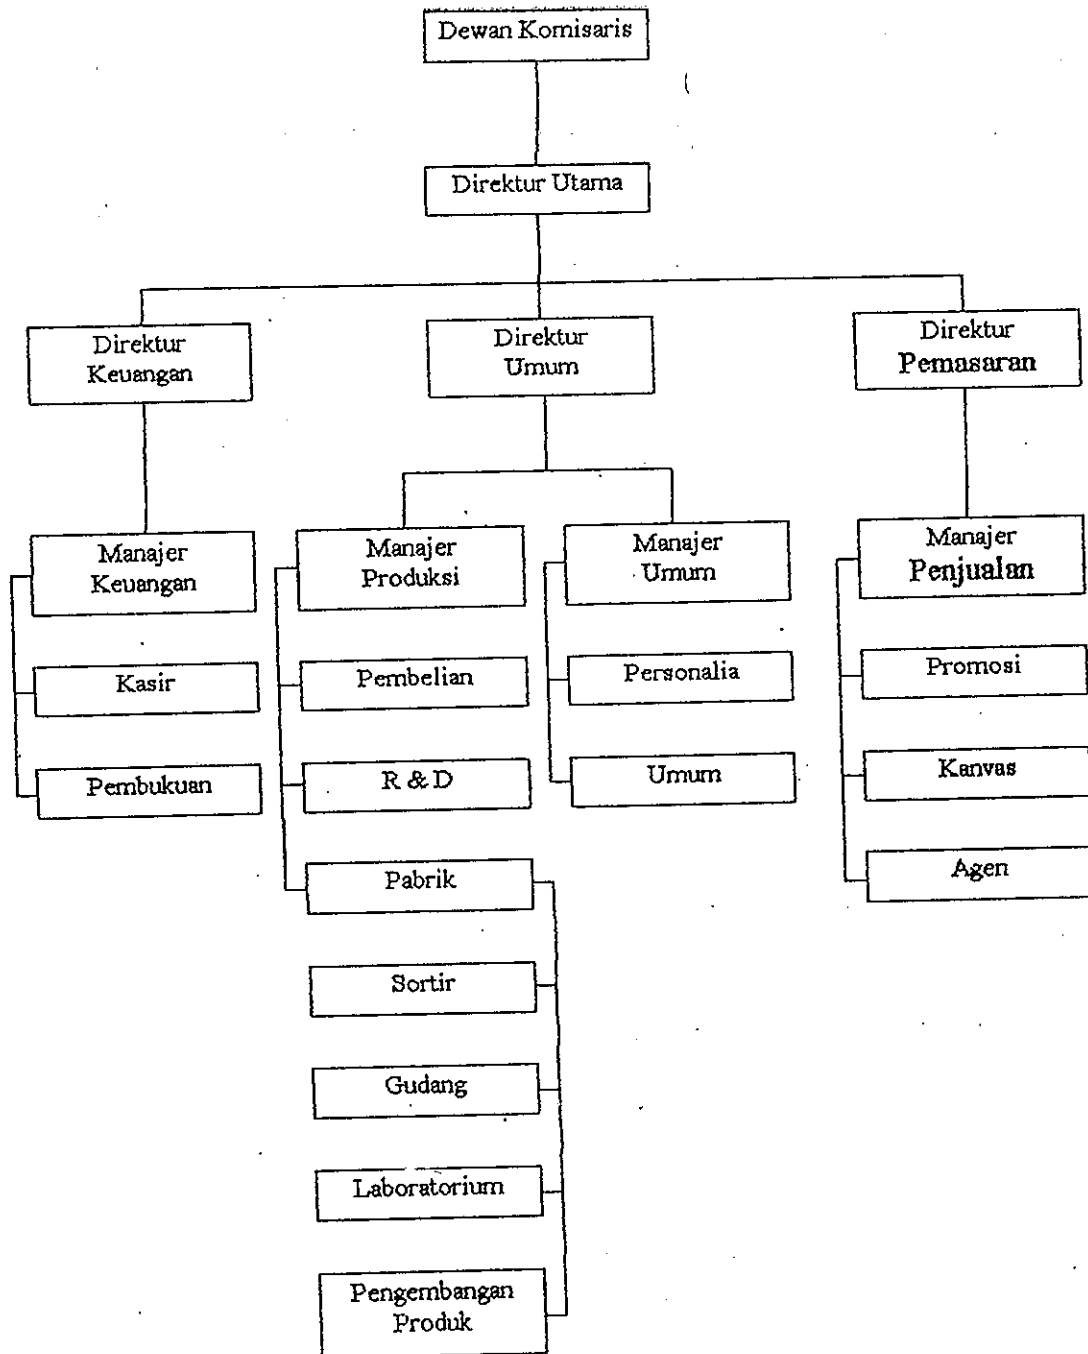 Dewan Komisaris
Direktur Utama
Direktur
Keuangan
Direktur
Umum
Direktur
Pemasaran
Manajer
Keuangan
Manajer
Produksi
Manajer
Umum
Manajer
Penjualan
Kasir
Pembelian
Personalia
Promosi
Pembukuan
R & D
Umum
Kanvas
Pabrik
Agen
Sortir
Gudang
Laboratorium
Pengembangan
Produk